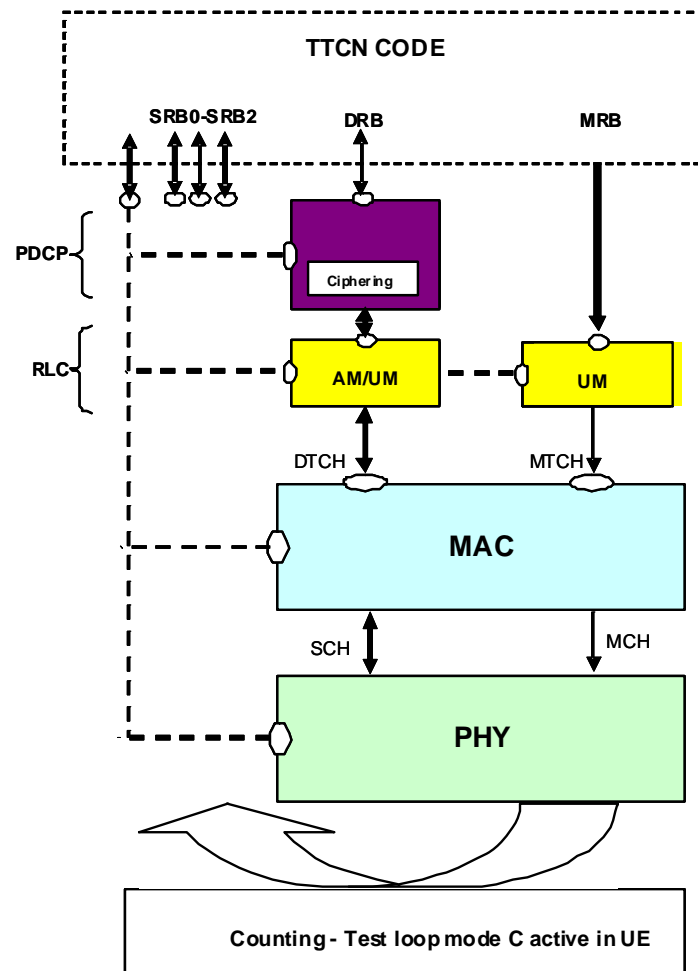 TTCN CODE
SRB0-SRB2
DRB
MRB
PDCP
Ciphering
RLC
AM/UM
UM
DTCH
MTCH
MAC
SCH
MCH
PHY
Counting - Test loop mode C active in UE